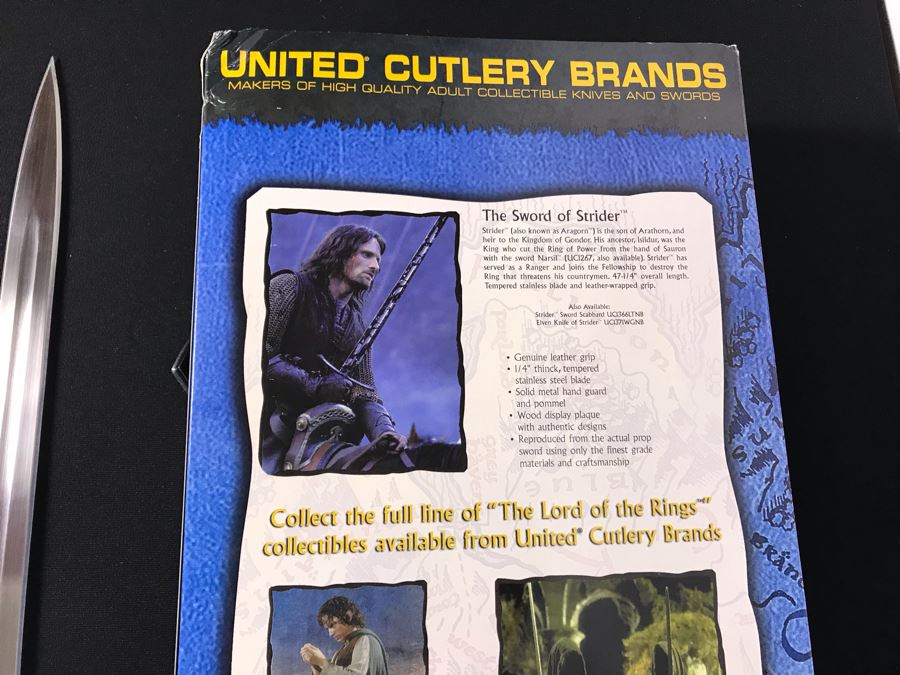 UNITED® CUTLERY BRANDS
MAKERS OF HIGH QUALITY ADULT COLLECTIBLE KNIVES AND SWORDS
The Sword of Strider™
Strider™ (also known as Aragorn™) is the son of Arathorn, and
heir to the Kingdom of Gondor. His ancestor, Isildur, was the
King who cut the Ring of Power from the hand of Sauron
with the sword Narsil™ (UC1267, also available). Strider™ has
served as a Ranger and joins the Fellowship to destroy the
Ring that threatens his countrymen. 47-1/4" overall length.
Tempered stainless blade and leather-wrapped grip.
Also Available:
Strider™ Sword Scabbard UC1366LTNB
Elven Knife of Strider™ UC1371WGNB
• Genuine leather grip
• 1/4" thinck, tempered
stainless steel blade
• Solid metal hand guard
and pommel
• Wood display plaque
with authentic designs
• Reproduced from the actual prop
sword using only the finest grade
materials and craftsmanship
Collect the full line of "The Lord of the Rings™"
collectibles available from United® Cutlery Brands